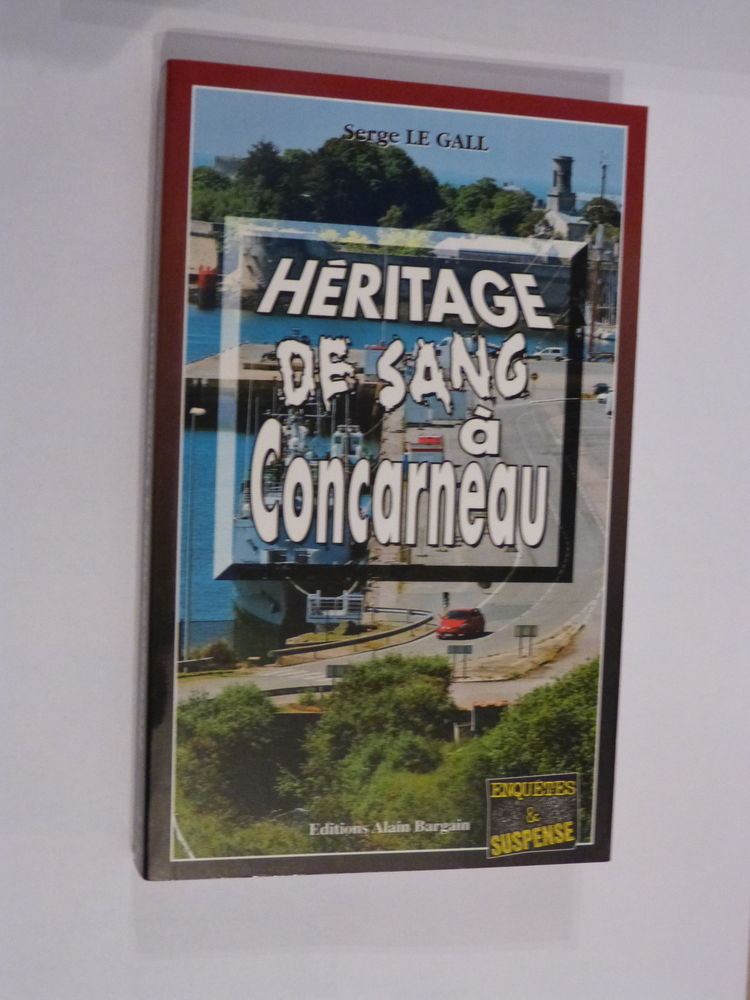 Serge LE GALL
HÉRITAGE
DE SANG
à
Concarneau
Editions Alain Bargain
ENQUÊTES
&
SUSPENSE